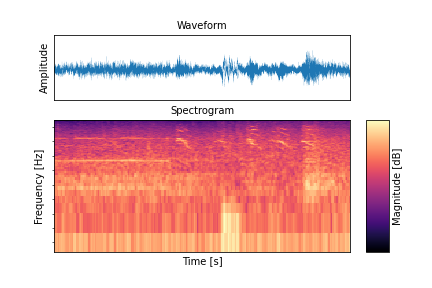 Waveform
Amplitude
Spectrogram
Frequency [Hz]
Magnitude [dB]
Time [s]